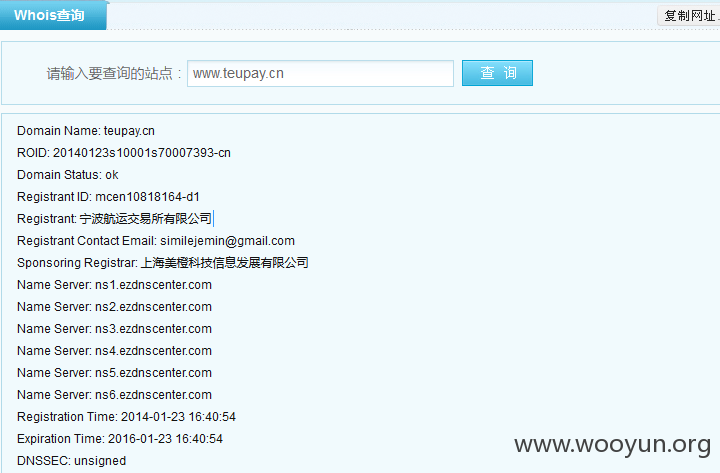 Whois查询
复制网址
请输入要查询的站点：
www.teupay.cn
查 询
Domain Name: teupay.cn
ROID: 20140123s10001s70007393-cn
Domain Status: ok
Registrant ID: mcen10818164-d1
Registrant: 宁波航运交易所有限公司
Registrant Contact Email: similejemin@gmail.com
Sponsoring Registrar: 上海美橙科技信息发展有限公司
Name Server: ns1.ezdnscenter.com
Name Server: ns2.ezdnscenter.com
Name Server: ns3.ezdnscenter.com
Name Server: ns4.ezdnscenter.com
Name Server: ns5.ezdnscenter.com
Name Server: ns6.ezdnscenter.com
Registration Time: 2014-01-23 16:40:54
Expiration Time: 2016-01-23 16:40:54
DNSSEC: unsigned
www.wooyun.org